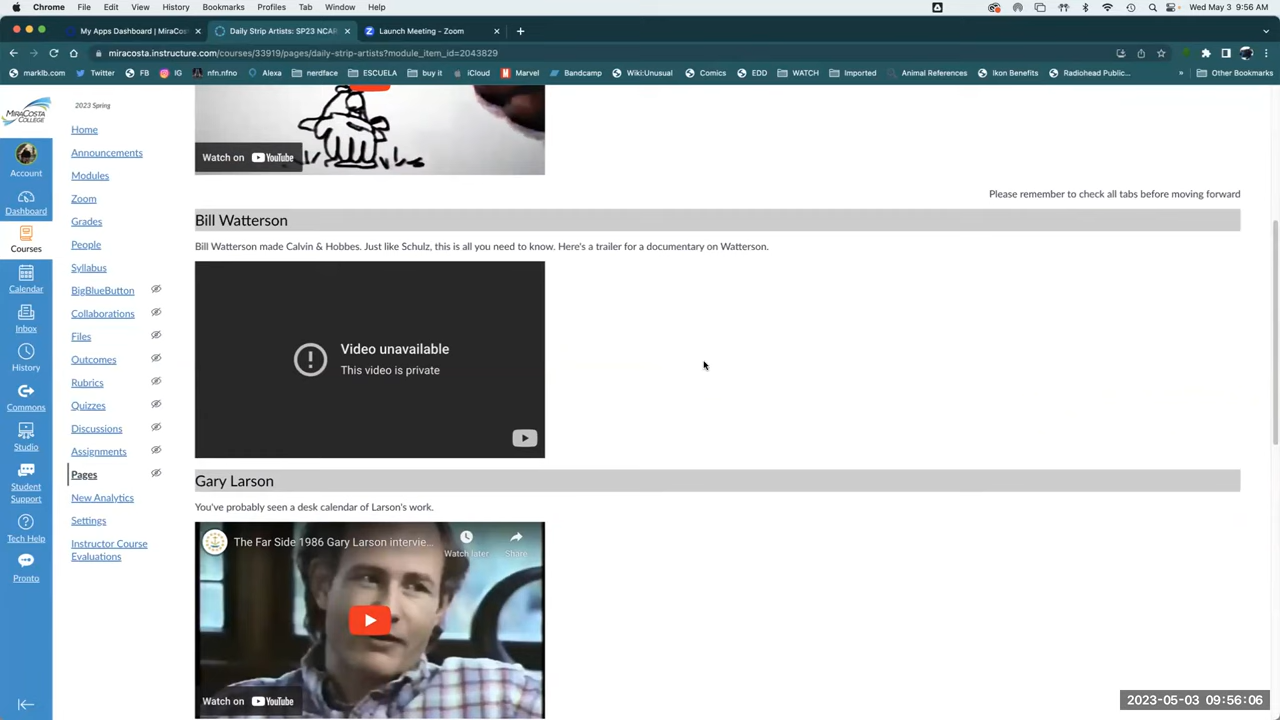 Chrome File Edit View History Bookmarks Profiles Tab Window Help Wed May 3 9:56 AM
My Apps Dashboard | MiraCos Daily Strip Artists: SP23 NCAR Launch Meeting - Zoom
miracosta.instructure.com/courses/33919/pages/daily-strip-artists?module_item_id=2043829
marklb.com Twitter FB IG nfn.nfno Alexa nerdface ESCUELA buy it iCloud Marvel Bandcamp Wiki:Unusual Comics EDD WATCH Imported Animal References Ikon Benefits Radiohead Public... » Other Bookmarks
MIRACOSTA COLLEGE
Account
Dashboard
Courses
Calendar
Inbox
History
Commons
Studio
Student Support
Tech Help
Pronto
2023 Spring
Home
Announcements
Modules
Zoom
Grades
People
Syllabus
BigBlueButton
Collaborations
Files
Outcomes
Rubrics
Quizzes
Discussions
Assignments
Pages
New Analytics
Settings
Instructor Course
Evaluations
Watch on YouTube
Please remember to check all tabs before moving forward
Bill Watterson
Bill Watterson made Calvin & Hobbes. Just like Schulz, this is all you need to know. Here's a trailer for a documentary on Watterson.
Video unavailable
This video is private
Gary Larson
You've probably seen a desk calendar of Larson's work.
The Far Side 1986 Gary Larson intervie...
Watch later
Share
Watch on YouTube
2023-05-03 09:56:06